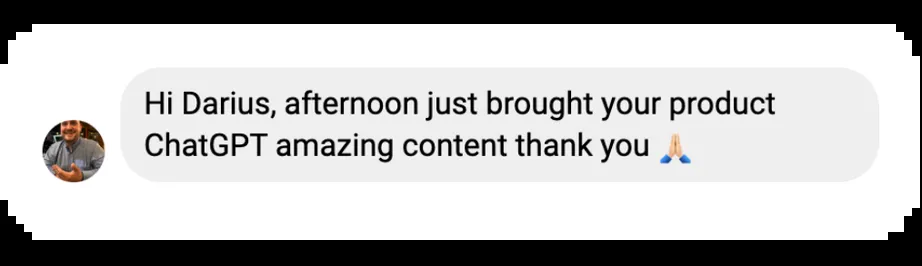 Hi Darius, afternoon just brought your product
ChatGPT amazing content thank you 🙏🏼